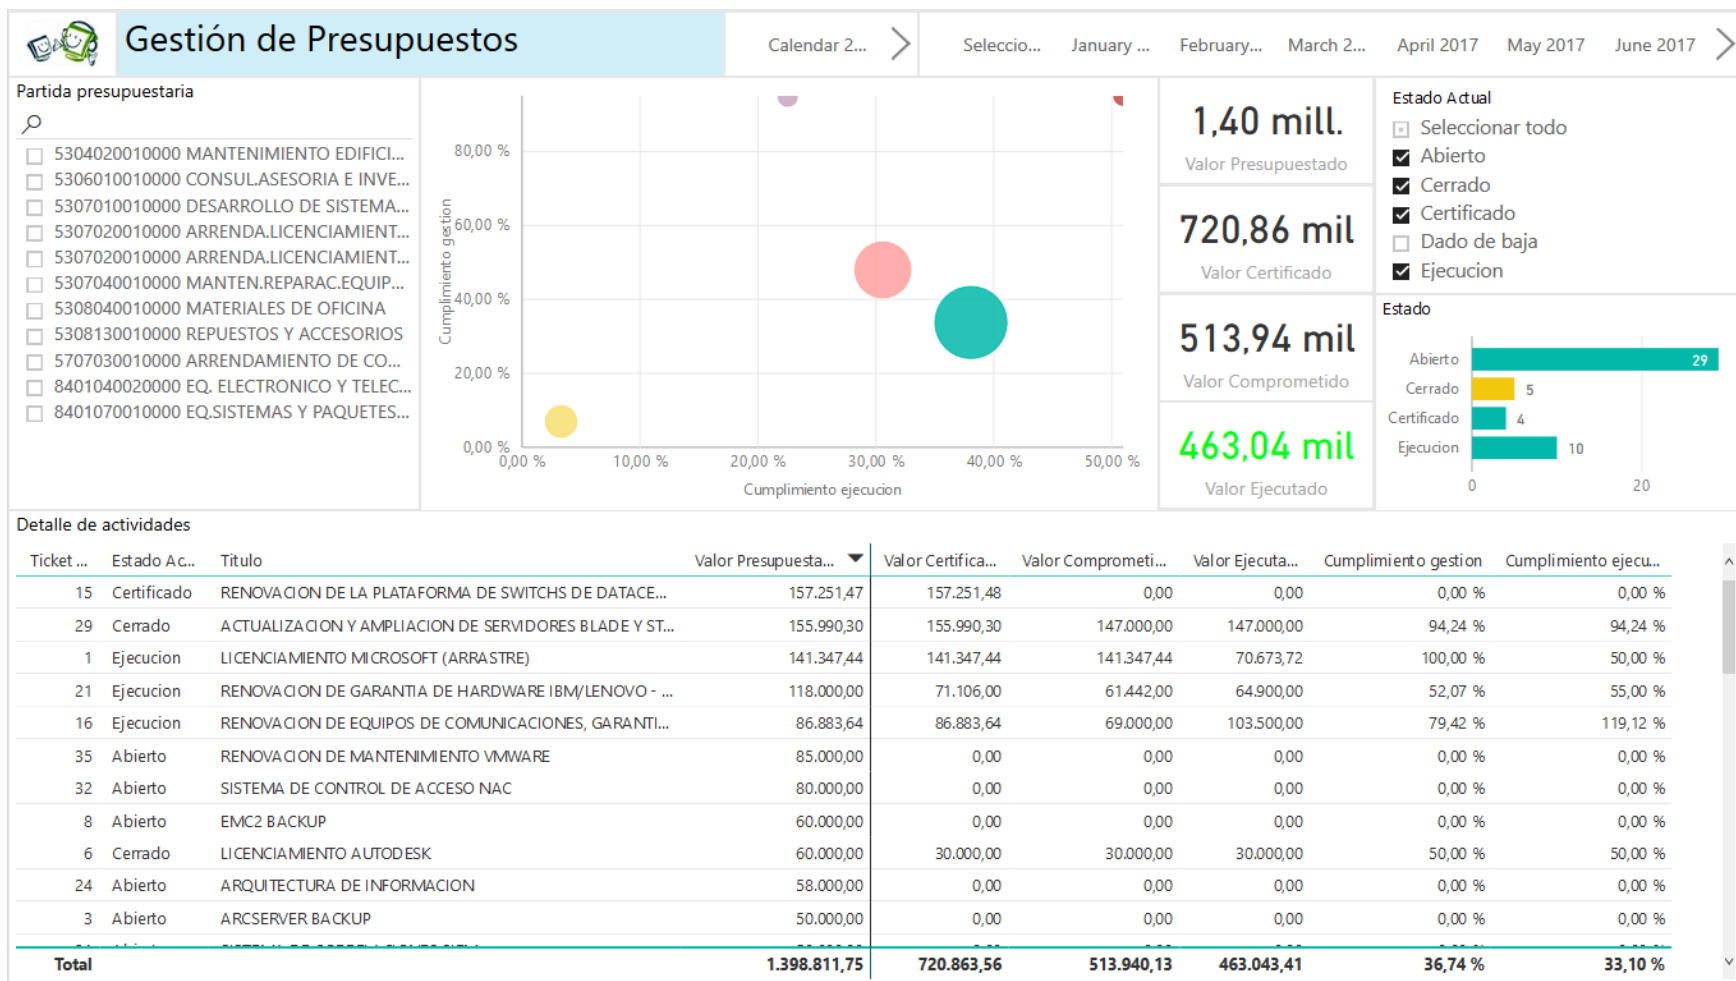 Gestión de Presupuestos
Calendar 2...
Seleccio... January ... February... March 2... April 2017 May 2017 June 2017
Partida presupuestaria
5304020010000 MANTENIMIENTO EDIFICI...
5306010010000 CONSUL.ASESORIA E INVE...
5307010010000 DESARROLLO DE SISTEMA...
5307020010000 ARRENDA.LICENCIAMIENT...
5307020010000 ARRENDA.LICENCIAMIENT...
5307040010000 MANTEN.REPARAC.EQUIP...
5308040010000 MATERIALES DE OFICINA
5308130010000 REPUESTOS Y ACCESORIOS
5707030010000 ARRENDAMIENTO DE CO...
8401040020000 EQ. ELECTRONICO Y TELEC...
8401070010000 EQ.SISTEMAS Y PAQUETES...
Cumplimiento gestion
80,00 %
60,00 %
40,00 %
20,00 %
0,00 %
0,00 % 10,00 % 20,00 % 30,00 % 40,00 % 50,00 %
Cumplimiento ejecucion
1,40 mill.
Valor Presupuestado
720,86 mil
Valor Certificado
513,94 mil
Valor Comprometido
463,04 mil
Valor Ejecutado
Estado Actual
Seleccionar todo
Abierto
Cerrado
Certificado
Dado de baja
Ejecucion
Estado
Abierto 29
Cerrado 5
Certificado 4
Ejecucion 10
0 20
Detalle de actividades
Ticket ... Estado Ac... Titulo Valor Presupuesta... Valor Certifica... Valor Comprometi... Valor Ejecuta... Cumplimiento gestion Cumplimiento ejecu...
15 Certificado RENOVACION DE LA PLATAFORMA DE SWITCHS DE DATACE... 157.251,47 157.251,48 0,00 0,00 0,00 % 0,00 %
29 Cerrado ACTUALIZACION Y AMPLIACION DE SERVIDORES BLADE Y ST... 155.990,30 155.990,30 147.000,00 147.000,00 94,24 % 94,24 %
1 Ejecucion LICENCIAMIENTO MICROSOFT (ARRASTRE) 141.347,44 141.347,44 141.347,44 70.673,72 100,00 % 50,00 %
21 Ejecucion RENOVACION DE GARANTIA DE HARDWARE IBM/LENOVO - ... 118.000,00 71.106,00 61.442,00 64.900,00 52,07 % 55,00 %
16 Ejecucion RENOVACION DE EQUIPOS DE COMUNICACIONES, GARANTI... 86.883,64 86.883,64 69.000,00 103.500,00 79,42 % 119,12 %
35 Abierto RENOVACION DE MANTENIMIENTO VMWARE 85.000,00 0,00 0,00 0,00 0,00 % 0,00 %
32 Abierto SISTEMA DE CONTROL DE ACCESO NAC 80.000,00 0,00 0,00 0,00 0,00 % 0,00 %
8 Abierto EMC2 BACKUP 60.000,00 0,00 0,00 0,00 0,00 % 0,00 %
6 Cerrado LICENCIAMIENTO AUTODESK 60.000,00 30.000,00 30.000,00 30.000,00 50,00 % 50,00 %
24 Abierto ARQUITECTURA DE INFORMACION 58.000,00 0,00 0,00 0,00 0,00 % 0,00 %
3 Abierto ARCSERVER BACKUP 50.000,00 0,00 0,00 0,00 0,00 % 0,00 %
Total 1.398.811,75 720.863,56 513.940,13 463.043,41 36,74 % 33,10 %